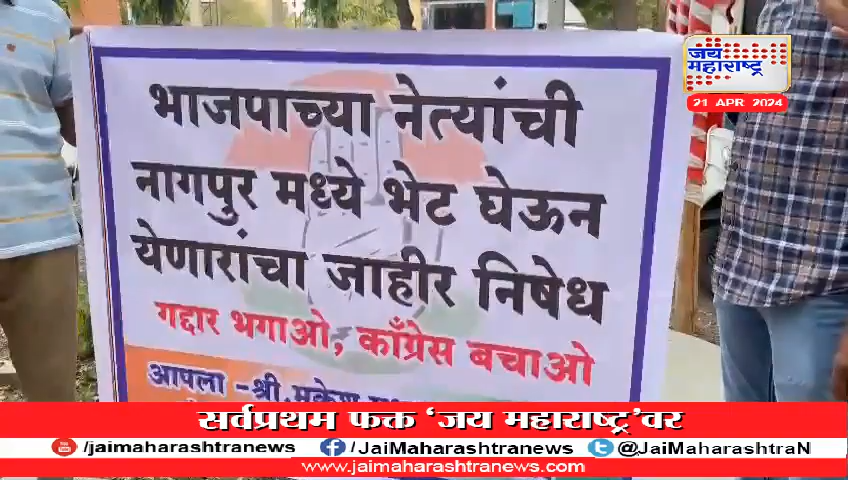 जय
महाराष्ट्र
21 APR 2024
भाजपाच्या नेत्यांची
नागपुर मध्ये भेट घेऊन
येणारांचा जाहीर निषेध
गद्दार भगाओ, काँग्रेस बचाओ
आपला -श्री. मुकेश
सर्वप्रथम फक्त ‘जय महाराष्ट्र’वर
/jaimaharashtranews /JaiMaharashtranews @JaiMaharashtraN
www.jaimaharashtranews.com